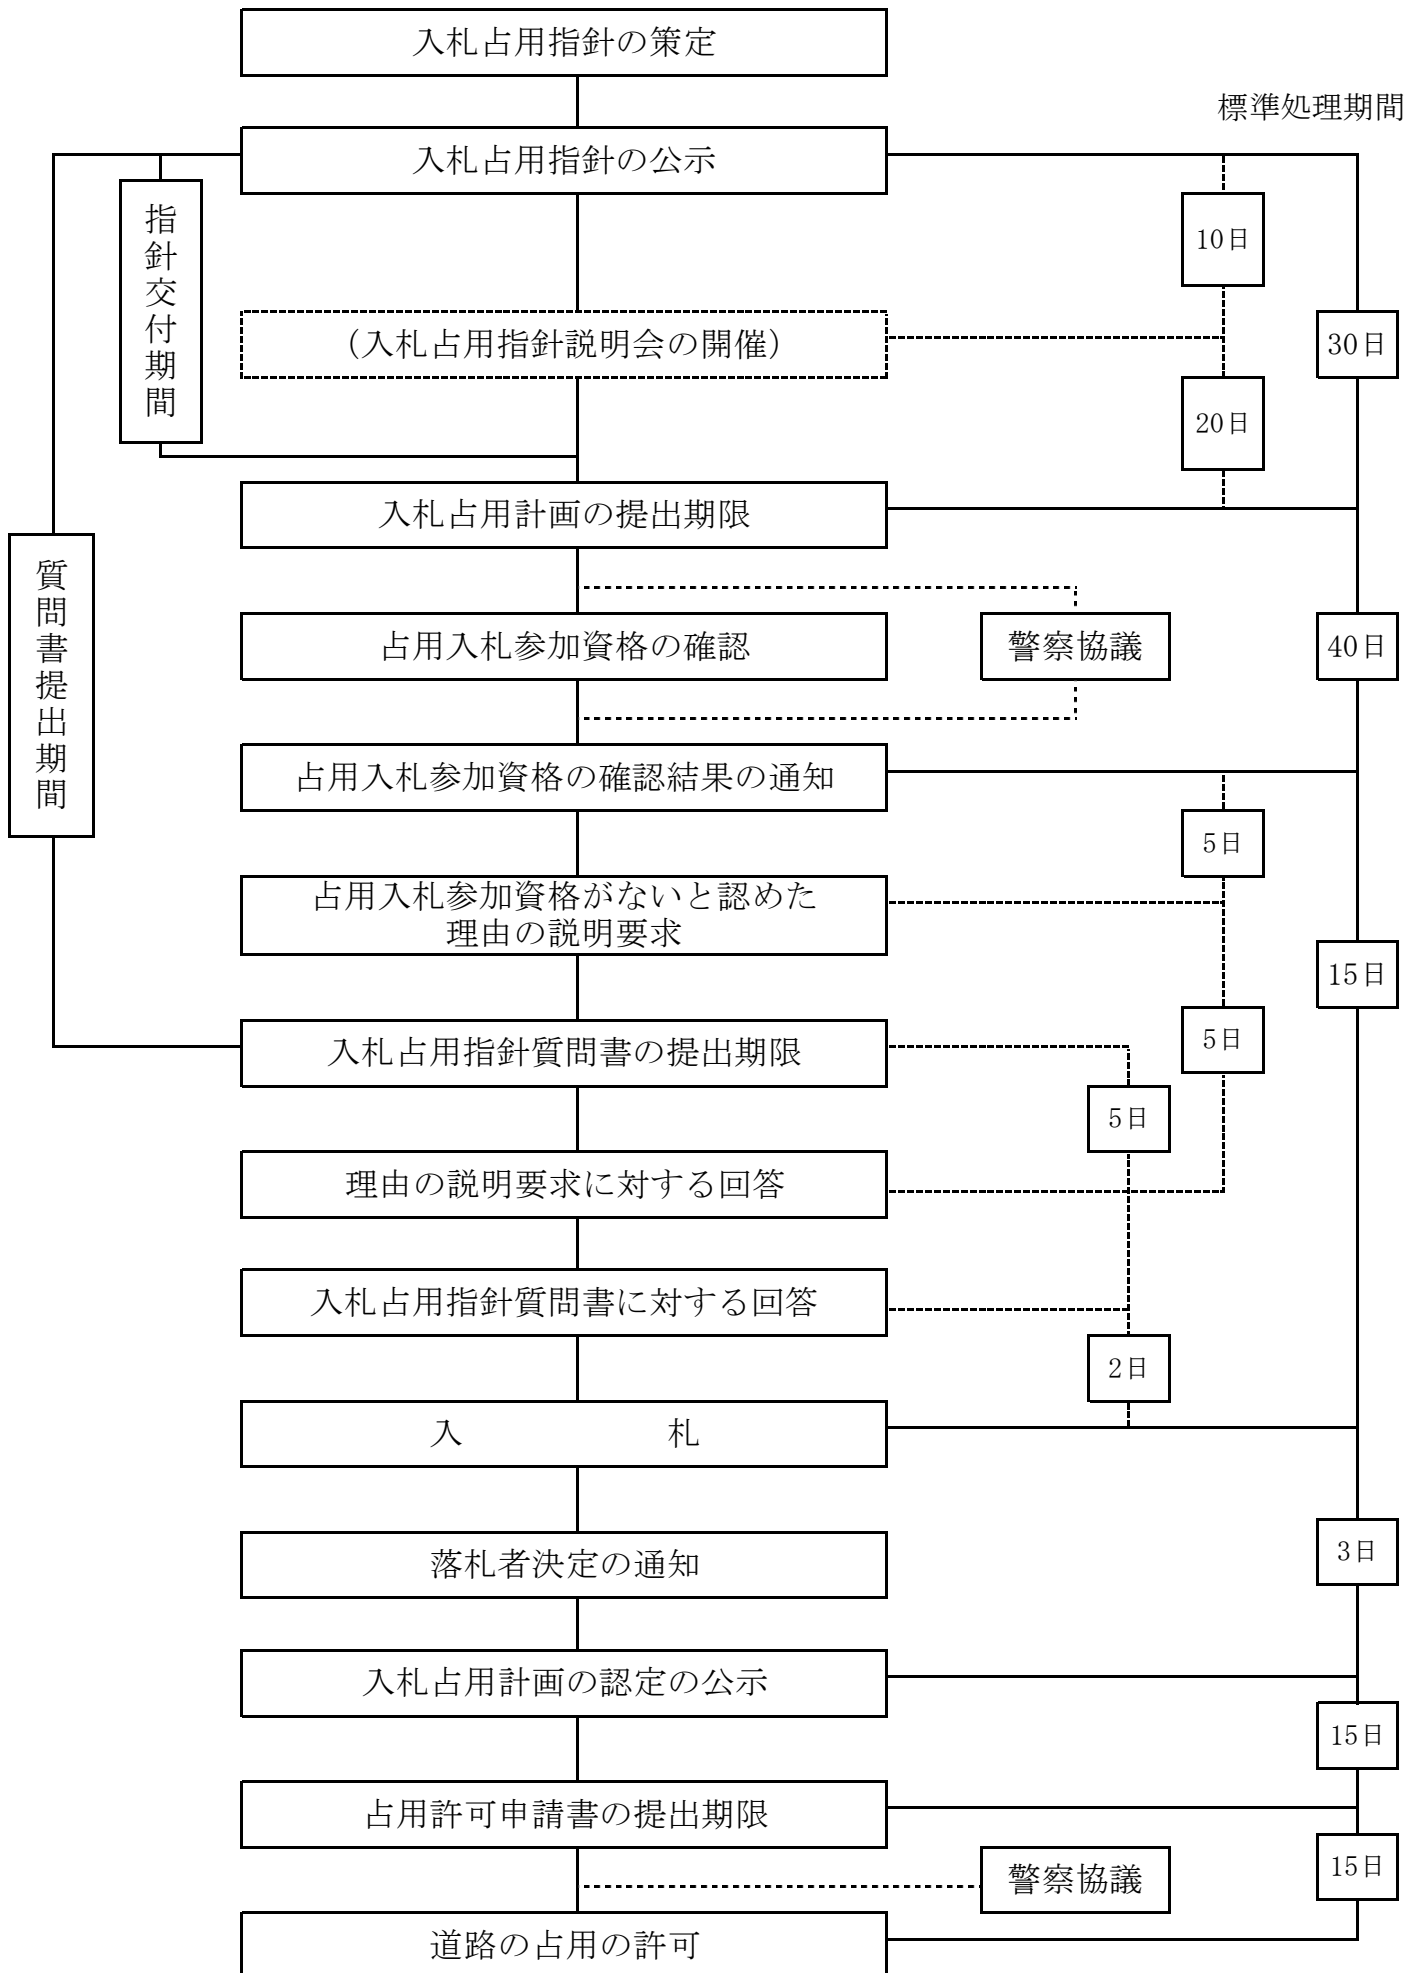 入札占用指針の策定
標準処理期間
入札占用指針の公示
指針交付期間
10日
(入札占用指針説明会の開催)
30日
20日
入札占用計画の提出期限
質問書提出期間
占用入札参加資格の確認
警察協議
40日
占用入札参加資格の確認結果の通知
5日
占用入札参加資格がないと認めた
理由の説明要求
15日
入札占用指針質問書の提出期限
5日
5日
理由の説明要求に対する回答
入札占用指針質問書に対する回答
2日
入　　　　　　札
落札者決定の通知
3日
入札占用計画の認定の公示
15日
占用許可申請書の提出期限
15日
警察協議
道路の占用の許可